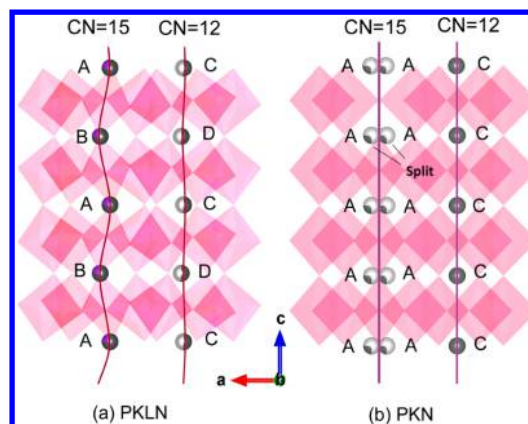 CN=15 CN=12 CN=15 CN=12
A C A A C
B D A A C
Split
A C A A C
B D A A C
A C A A C
c
a b
(a) PKLN (b) PKN